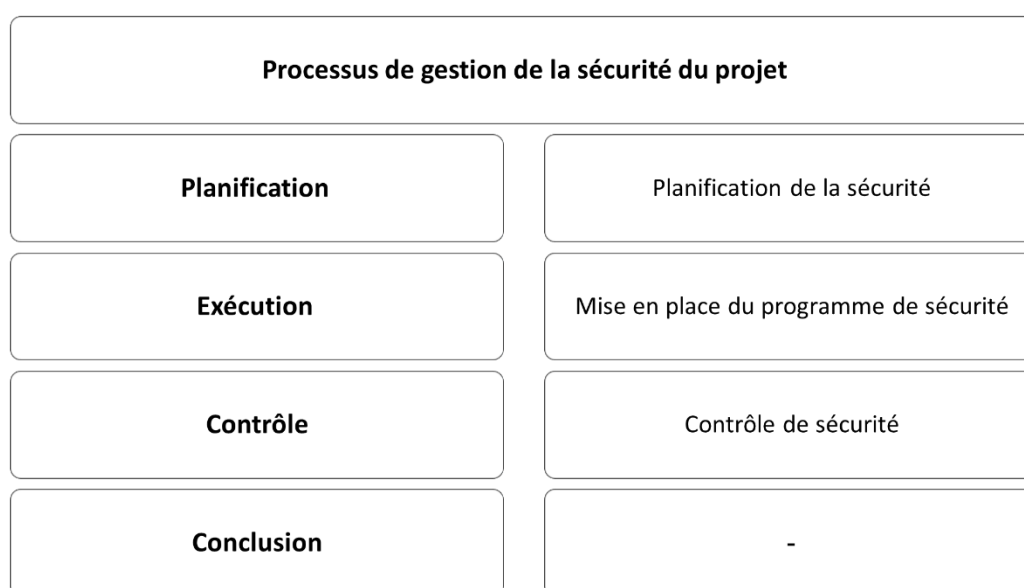 Processus de gestion de la sécurité du projet
Planification
Planification de la sécurité
Exécution
Mise en place du programme de sécurité
Contrôle
Contrôle de sécurité
Conclusion
-